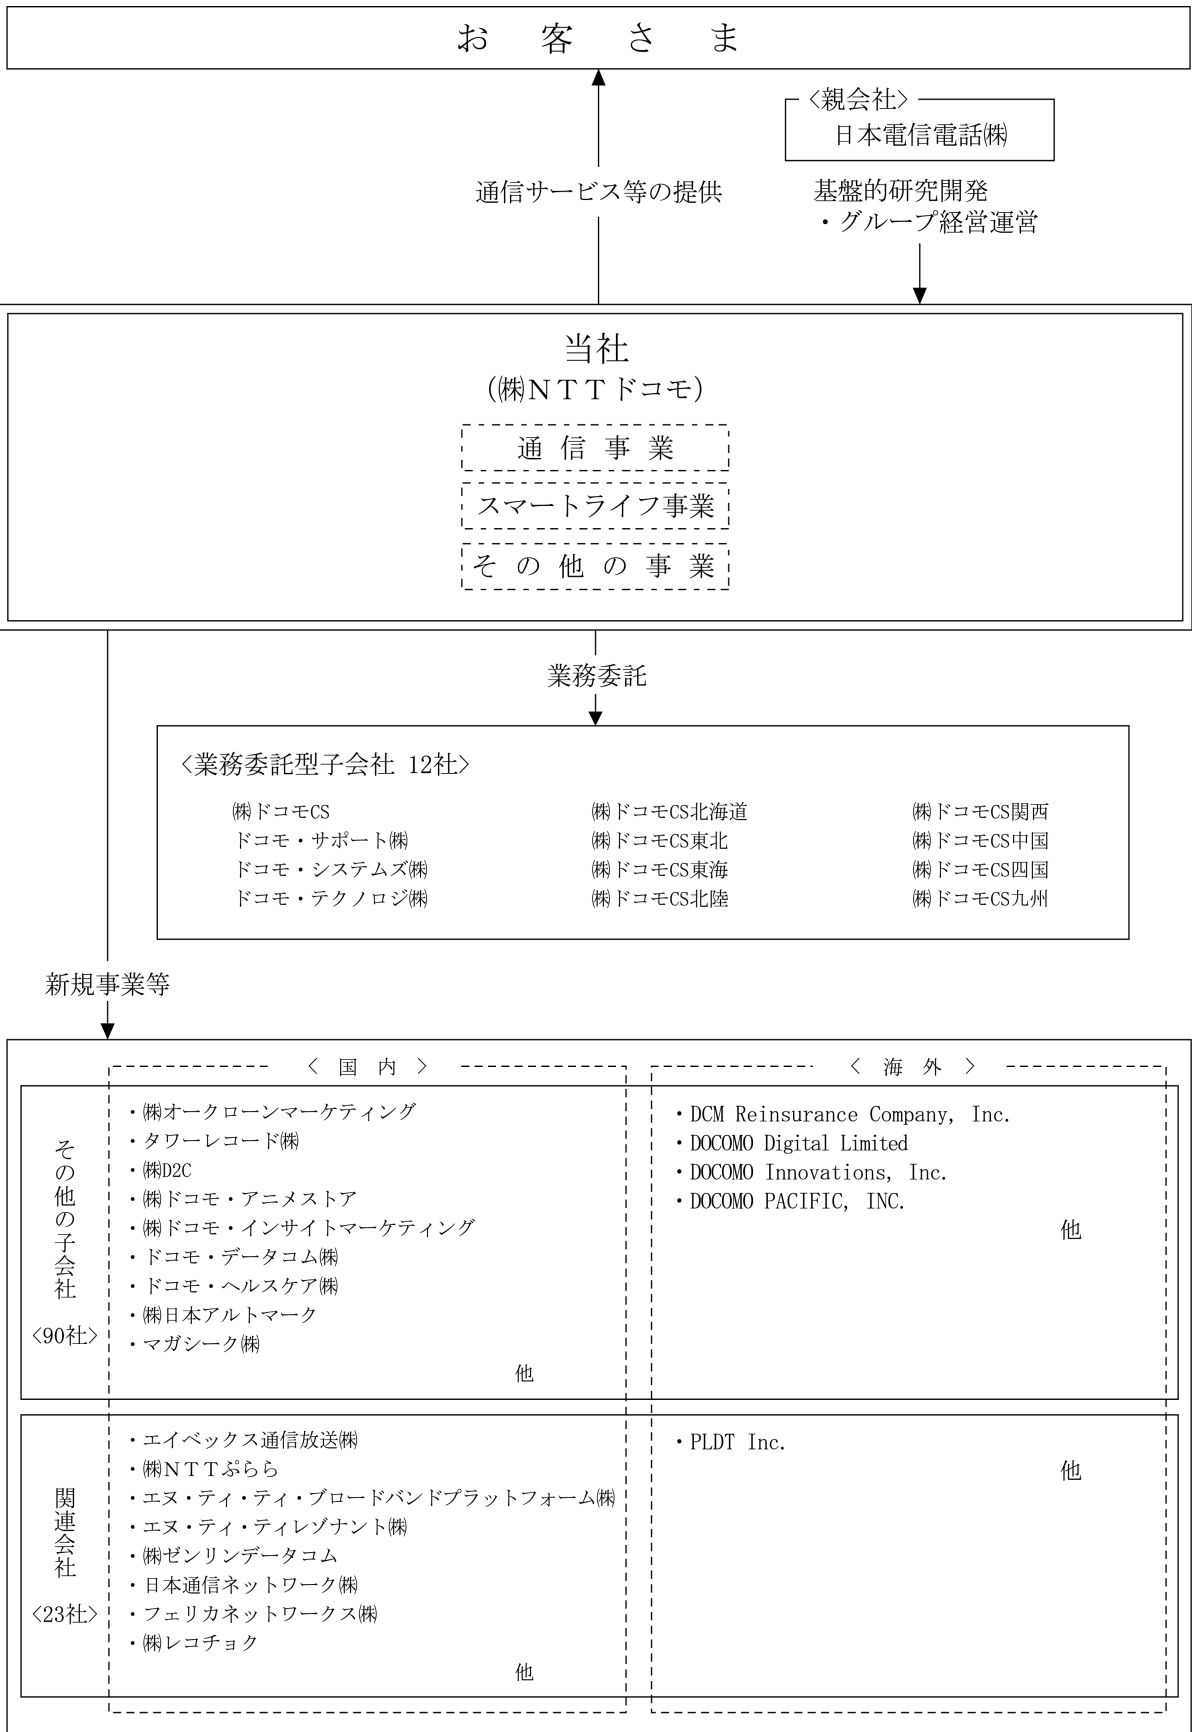 お客さま
〈親会社〉
日本電信電話㈱
通信サービス等の提供
基盤的研究開発
・グループ経営運営
当社
(㈱ＮＴＴドコモ)
通信事業
スマートライフ事業
その他の事業
業務委託
〈業務委託型子会社 12社〉
㈱ドコモCS
ドコモ・サポート㈱
ドコモ・システムズ㈱
ドコモ・テクノロジ㈱
㈱ドコモCS北海道
㈱ドコモCS東北
㈱ドコモCS東海
㈱ドコモCS北陸
㈱ドコモCS関西
㈱ドコモCS中国
㈱ドコモCS四国
㈱ドコモCS九州
新規事業等
〈 国 内 〉
〈 海 外 〉
その他の子会社
〈90社〉
・㈱オークローンマーケティング
・タワーレコード㈱
・㈱D2C
・㈱ドコモ・アニメストア
・㈱ドコモ・インサイトマーケティング
・ドコモ・データコム㈱
・ドコモ・ヘルスケア㈱
・㈱日本アルトマーク
・マガシーク㈱
他
・DCM Reinsurance Company, Inc.
・DOCOMO Digital Limited
・DOCOMO Innovations, Inc.
・DOCOMO PACIFIC, INC.
他
関連会社
〈23社〉
・エイベックス通信放送㈱
・㈱ＮＴＴぷらら
・エヌ・ティ・ティ・ブロードバンドプラットフォーム㈱
・エヌ・ティ・ティレゾナント㈱
・㈱ゼンリンデータコム
・日本通信ネットワーク㈱
・フェリカネットワークス㈱
・㈱レコチョク
他
・PLDT Inc.
他